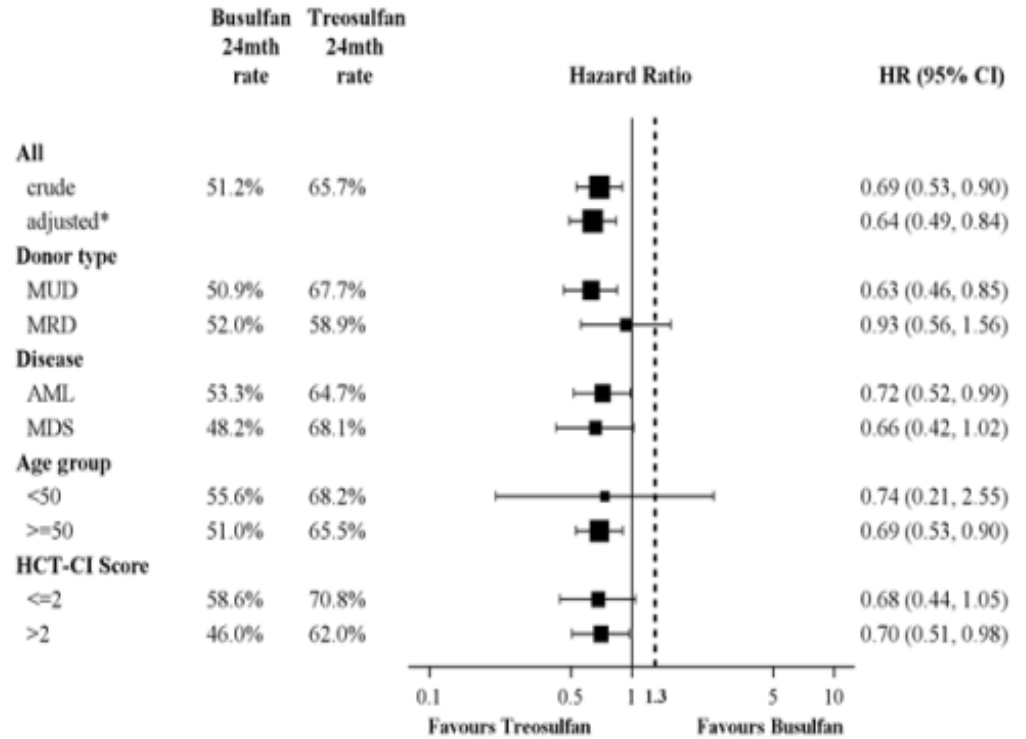 Busulfan Treosulfan
24mth 24mth
rate rate Hazard Ratio HR (95% CI)
All
crude 51.2% 65.7% 0.69 (0.53, 0.90)
adjusted* 0.64 (0.49, 0.84)
Donor type
MUD 50.9% 67.7% 0.63 (0.46, 0.85)
MRD 52.0% 58.9% 0.93 (0.56, 1.56)
Disease
AML 53.3% 64.7% 0.72 (0.52, 0.99)
MDS 48.2% 68.1% 0.66 (0.42, 1.02)
Age group
<50 55.6% 68.2% 0.74 (0.21, 2.55)
>=50 51.0% 65.5% 0.69 (0.53, 0.90)
HCT-CI Score
<=2 58.6% 70.8% 0.68 (0.44, 1.05)
>2 46.0% 62.0% 0.70 (0.51, 0.98)
0.1 0.5 1 1.3 5 10
Favours Treosulfan Favours Busulfan